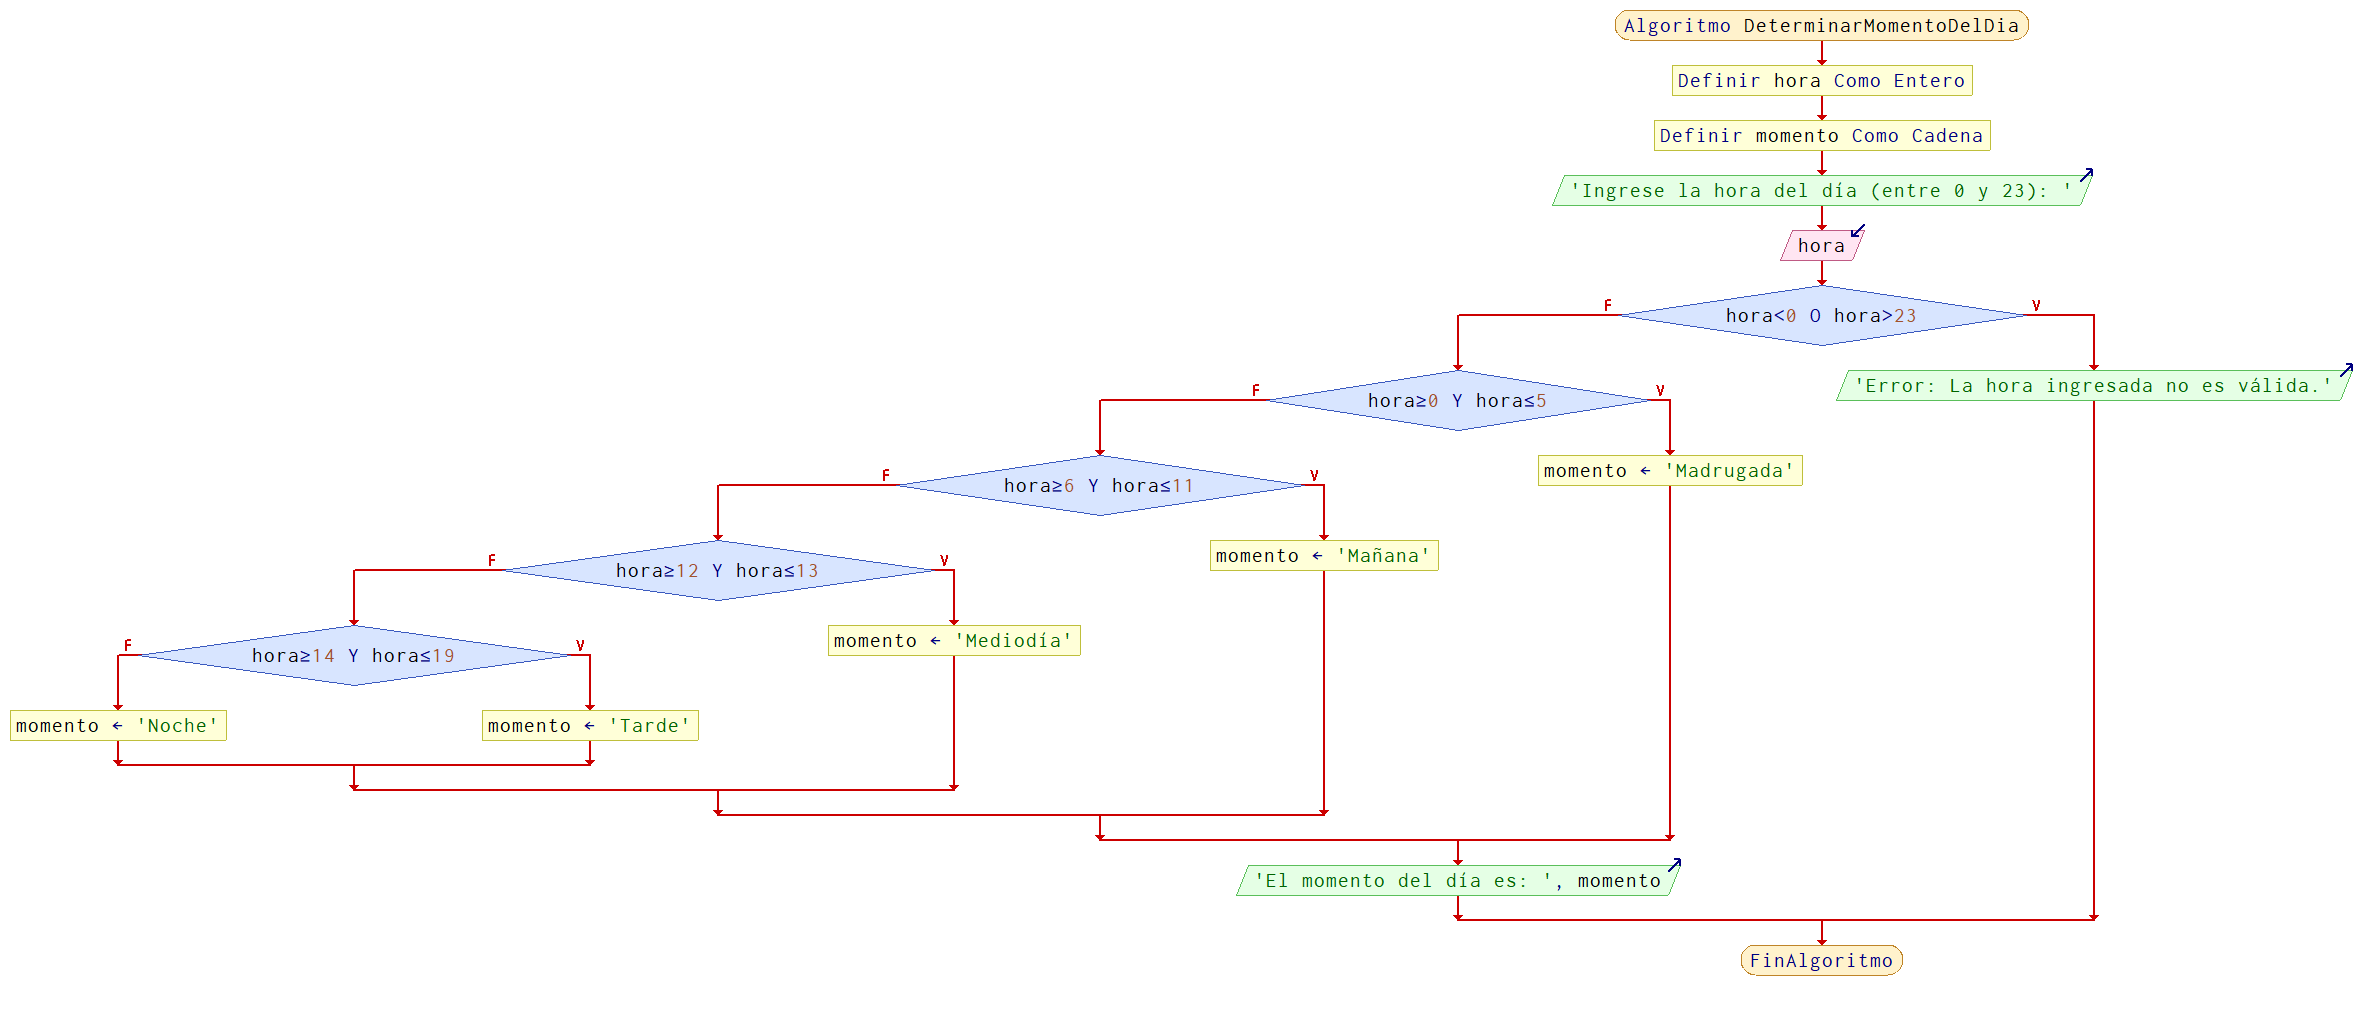 Algoritmo DeterminarMomentoDelDia
Definir hora Como Entero
Definir momento Como Cadena
'Ingrese la hora del día (entre 0 y 23): '
hora
F
V
hora<0 O hora>23
F
V
hora≥0 Y hora≤5
'Error: La hora ingresada no es válida.'
F
V
hora≥6 Y hora≤11
momento ← 'Madrugada'
F
V
hora≥12 Y hora≤13
momento ← 'Mañana'
F
V
hora≥14 Y hora≤19
momento ← 'Mediodía'
momento ← 'Noche'
momento ← 'Tarde'
'El momento del día es: ', momento
FinAlgoritmo